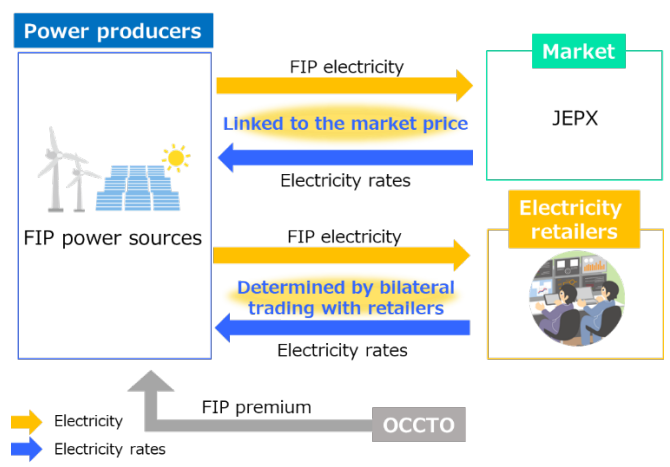 Power producers
FIP electricity
Market
Linked to the market price
JEPX
Electricity rates
Electricity
retailers
FIP power sources
FIP electricity
Determined by bilateral
trading with retailers
Electricity rates
FIP premium
OCCTO
Electricity
Electricity rates